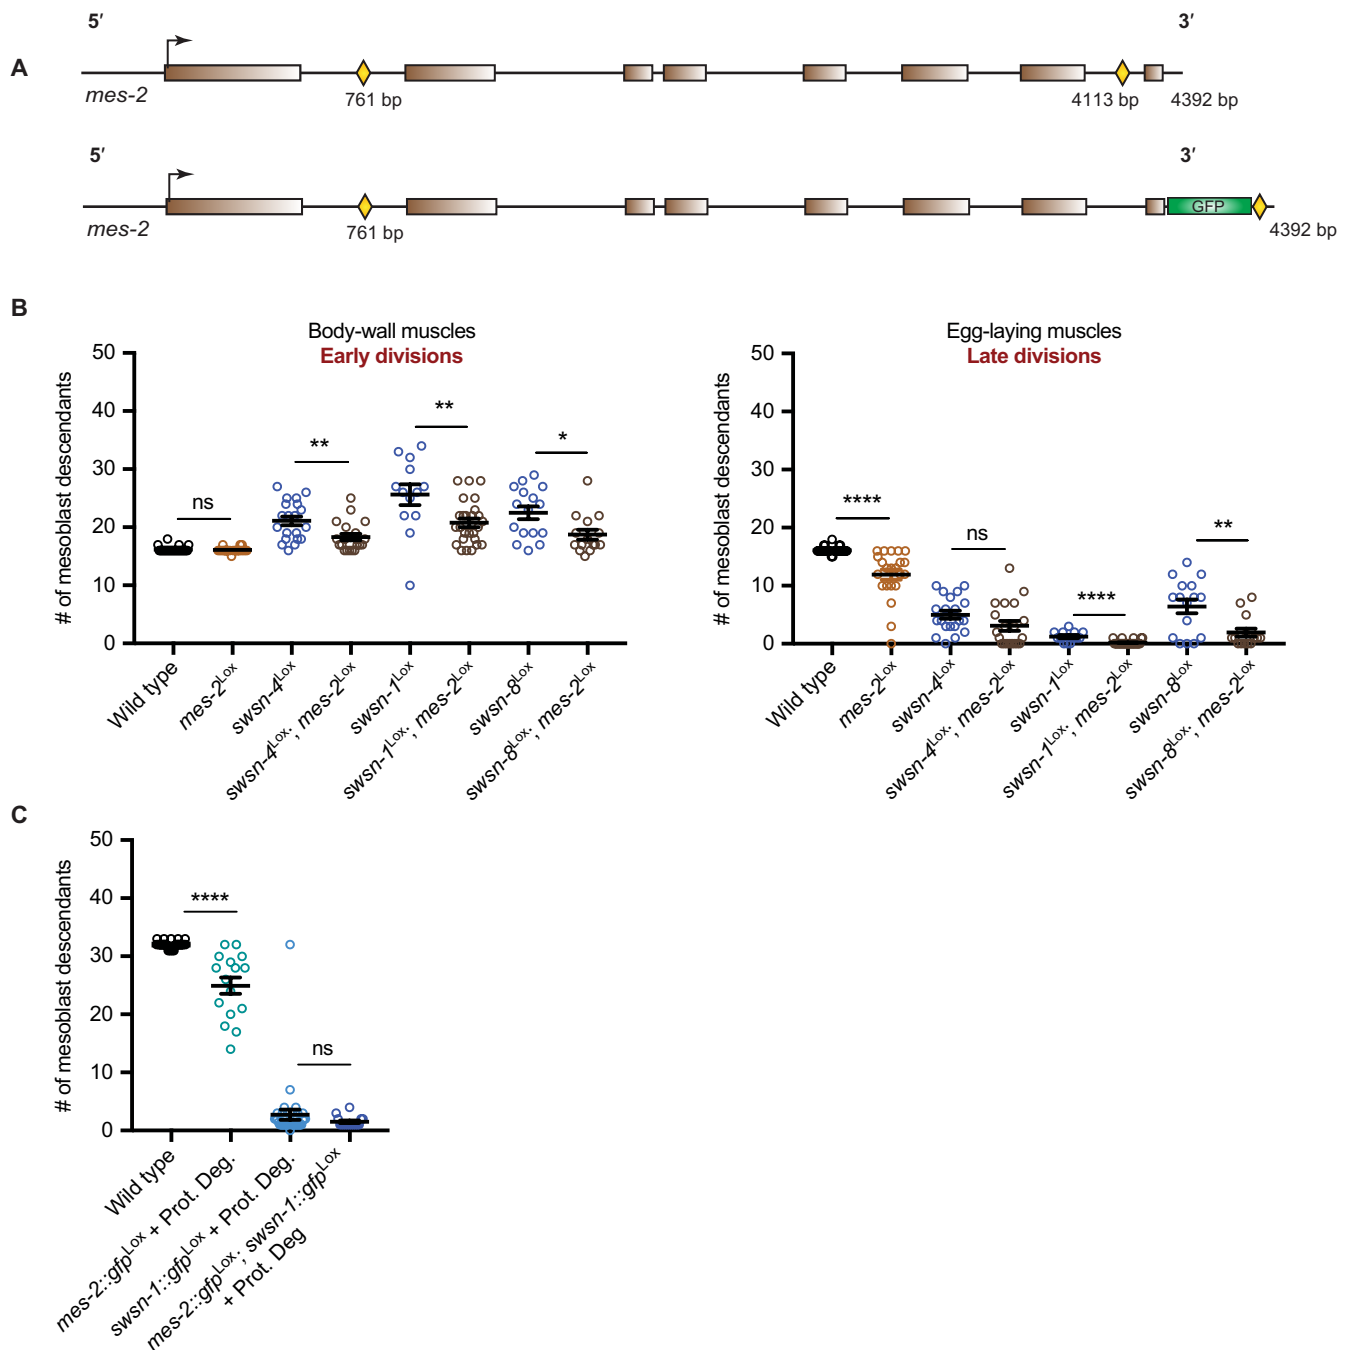 5′ 3′
A
mes-2
761 bp 4113 bp 4392 bp
5′ 3′
GFP
mes-2
761 bp 4392 bp
B
Body-wall muscles
Early divisions
# of mesoblast descendants
50
40
30
20
10
0
ns
**
**
*
Wild type
mes-2Lox
swsn-4Lox
swsn-4Lox; mes-2Lox
swsn-1Lox
swsn-1Lox; mes-2Lox
swsn-8Lox
swsn-8Lox; mes-2Lox
Egg-laying muscles
Late divisions
# of mesoblast descendants
50
40
30
20
10
0
****
ns
****
**
Wild type
mes-2Lox
swsn-4Lox
swsn-4Lox; mes-2Lox
swsn-1Lox
swsn-1Lox; mes-2Lox
swsn-8Lox
swsn-8Lox; mes-2Lox
C
# of mesoblast descendants
50
40
30
20
10
0
****
ns
Wild type
mes-2::gfpLox + Prot. Deg.
swsn-1::gfpLox + Prot. Deg.
mes-2::gfpLox; swsn-1::gfpLox
+ Prot. Deg